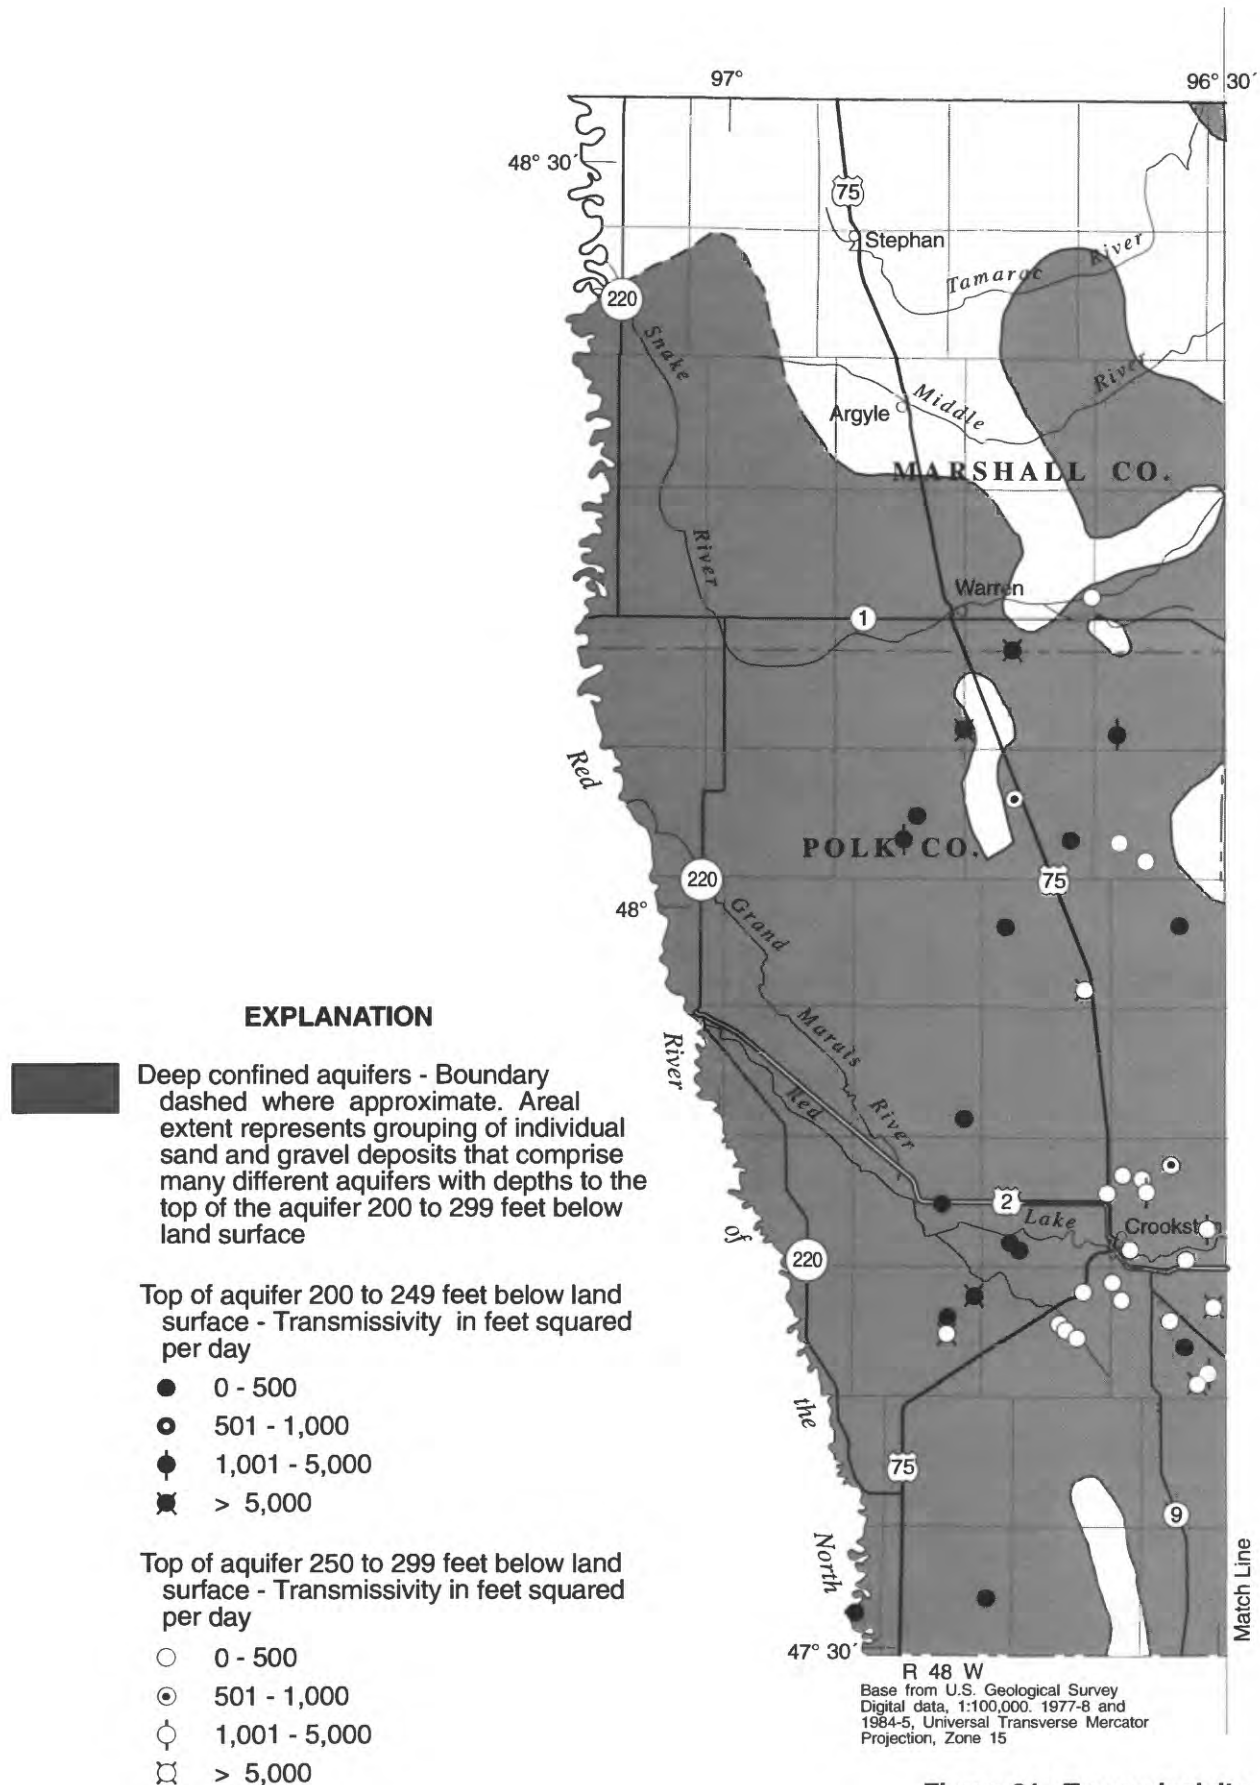 97°
96° 30′
48° 30′
75
Stephan
Tamarac River
220
Snake
River
Argyle
Middle
River
MARSHALL CO.
Warren
1
Red
POLK CO.
75
220
48°
Grand
Marais
River
Red
Lake
2
Crookston
River
of
the
North
220
75
9
EXPLANATION
Deep confined aquifers - Boundary
dashed where approximate. Areal
extent represents grouping of individual
sand and gravel deposits that comprise
many different aquifers with depths to the
top of the aquifer 200 to 299 feet below
land surface
Top of aquifer 200 to 249 feet below land
surface - Transmissivity in feet squared
per day
0 - 500
501 - 1,000
1,001 - 5,000
> 5,000
Top of aquifer 250 to 299 feet below land
surface - Transmissivity in feet squared
per day
0 - 500
501 - 1,000
1,001 - 5,000
> 5,000
47° 30′
R 48 W
Base from U.S. Geological Survey
Digital data, 1:100,000. 1977-8 and
1984-5, Universal Transverse Mercator
Projection, Zone 15
Match Line